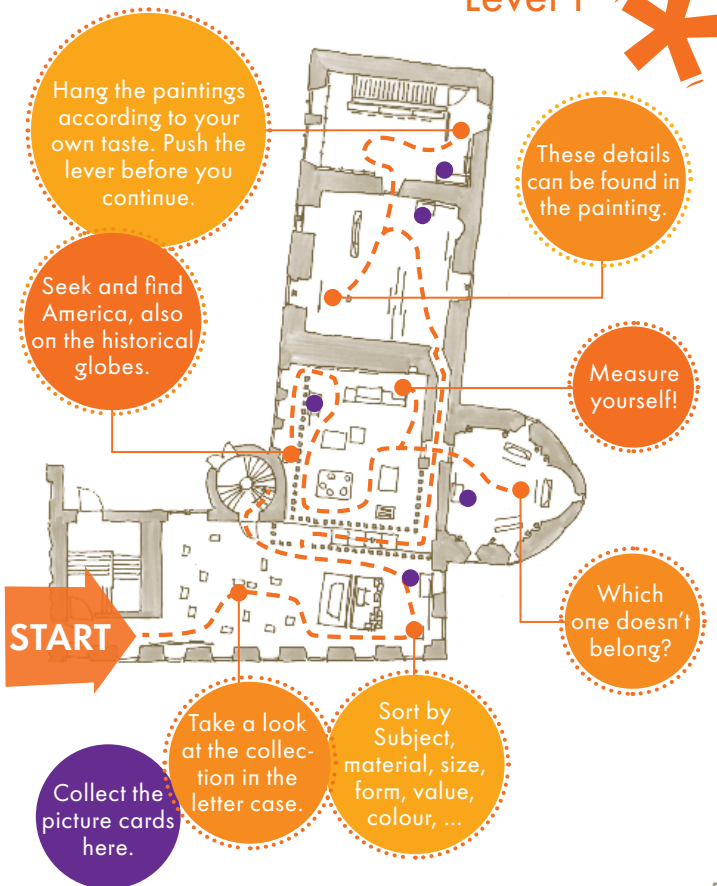 Level 1
Hang the paintings
according to your
own taste. Push the
lever before you
continue.
These details
can be found in
the painting.
Seek and find
America, also
on the historical
globes.
Measure
yourself!
Which
one doesn't
belong?
START
Take a look
at the collec-
tion in the
letter case.
Sort by
Subject,
material, size,
form, value,
colour, ...
Collect the
picture cards
here.